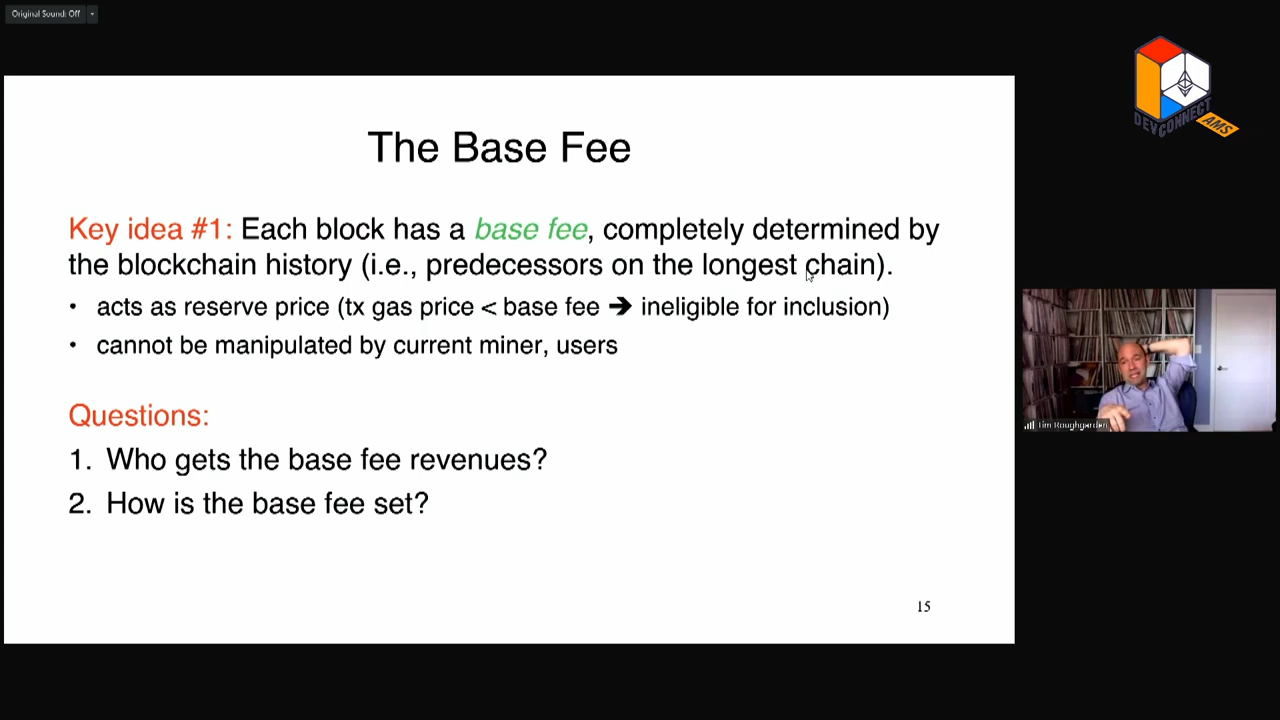 Original Sound: Off
DEVCONNECT
AMS
The Base Fee
Key idea #1: Each block has a base fee, completely determined by
the blockchain history (i.e., predecessors on the longest chain).
• acts as reserve price (tx gas price < base fee ➔ ineligible for inclusion)
• cannot be manipulated by current miner, users
Questions:
1. Who gets the base fee revenues?
2. How is the base fee set?
15
Tim Roughgarden